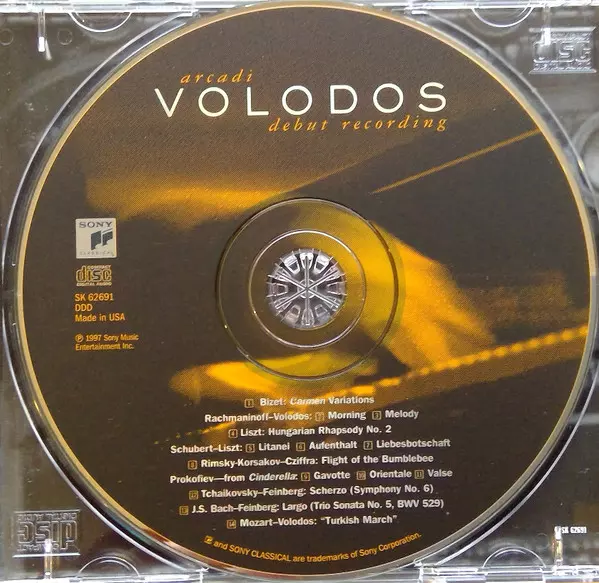 arcadi
VOLODOS
debut recording
SONY
CLASSICAL
COMPACT
disc
DIGITAL AUDIO
SK 62691
DDD
Made in USA
℗ 1997 Sony Music
Entertainment Inc.
1 Bizet: Carmen Variations
Rachmaninoff–Volodos: 2 Morning 3 Melody
4 Liszt: Hungarian Rhapsody No. 2
Schubert–Liszt: 5 Litanei 6 Aufenthalt 7 Liebesbotschaft
8 Rimsky-Korsakov–Cziffra: Flight of the Bumblebee
Prokofiev—from Cinderella: 9 Gavotte 10 Orientale 11 Valse
12 Tchaikovsky–Feinberg: Scherzo (Symphony No. 6)
13 J.S. Bach–Feinberg: Largo (Trio Sonata No. 5, BWV 529)
14 Mozart–Volodos: "Turkish March"
and SONY CLASSICAL are trademarks of Sony Corporation.
SK 62691
disc